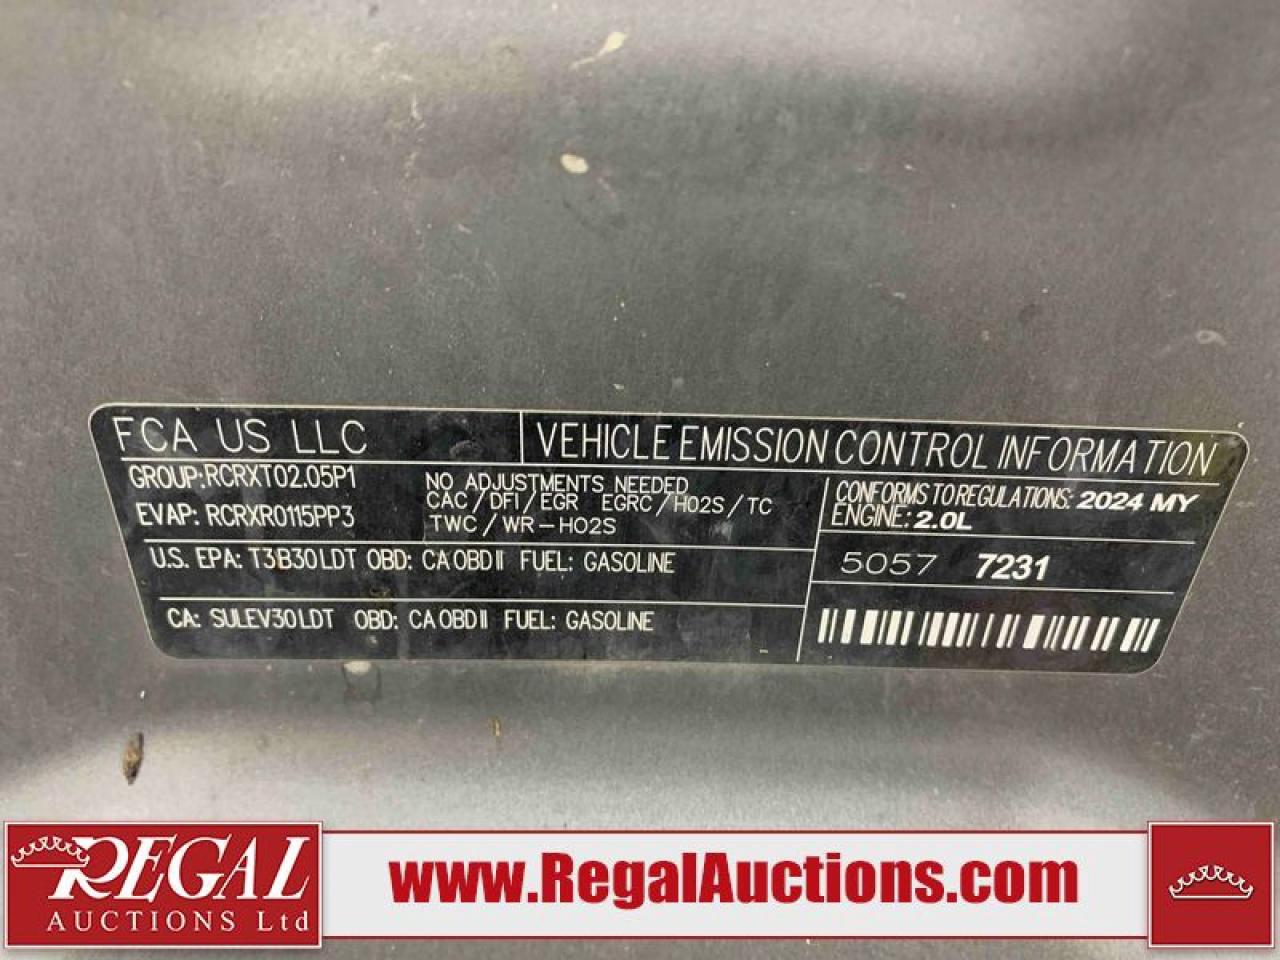 FCA US LLC
VEHICLE EMISSION CONTROL INFORMATION
GROUP:RCRXT02.05P1
EVAP: RCRXR0115PP3
NO ADJUSTMENTS NEEDED
CAC/DFI/EGR EGRC/HO2S/TC
TWC/WR-HO2S
CONFORMS TO REGULATIONS: 2024 MY
ENGINE: 2.0L
U.S. EPA: T3B30LDT OBD: CA OBD II FUEL: GASOLINE
5057 7231
CA: SULEV30LDT OBD: CA OBD II FUEL: GASOLINE
REGAL
AUCTIONS Ltd
www.RegalAuctions.com